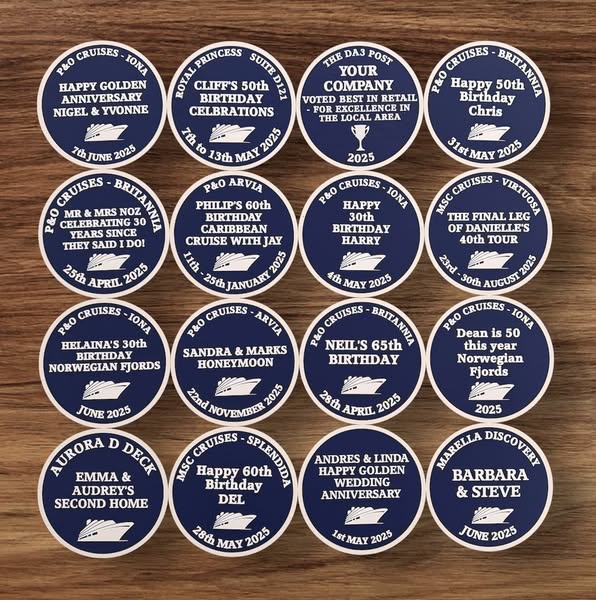 P&O CRUISES - IONA
HAPPY GOLDEN
ANNIVERSARY
NIGEL & YVONNE
7th JUNE 2025
ROYAL PRINCESS SUITE D121
CLIFF'S 50th
BIRTHDAY
CELBRATIONS
7th to 13th MAY 2025
THE DA3 POST
YOUR
COMPANY
VOTED BEST IN RETAIL
- FOR EXCELLENCE IN
THE LOCAL AREA
2025
P&O CRUISES - BRITANNIA
Happy 50th
Birthday
Chris
31st MAY 2025
P&O CRUISES - BRITANNIA
MR & MRS NOZ
CELEBRATING 30
YEARS SINCE
THEY SAID I DO!
25th APRIL 2025
P&O ARVIA
PHILIP'S 60th
BIRTHDAY
CARIBBEAN
CRUISE WITH JAY
11th - 25th JANUARY 2025
P&O CRUISES - IONA
HAPPY
30th
BIRTHDAY
HARRY
4th MAY 2025
MSC CRUISES - VIRTUOSA
THE FINAL LEG
OF DANIELLE'S
40th TOUR
23rd - 30th AUGUST 2025
P&O CRUISES - IONA
HELAINA'S 30th
BIRTHDAY
NORWEGIAN FJORDS
JUNE 2025
P&O CRUISES - ARVIA
SANDRA & MARKS
HONEYMOON
22nd NOVEMBER 2025
P&O CRUISES - BRITANNIA
NEIL'S 65th
BIRTHDAY
28th APRIL 2025
P&O CRUISES - IONA
Dean is 50
this year
Norwegian
Fjords
2025
AURORA D DECK
EMMA &
AUDREY'S
SECOND HOME
MSC CRUISES - SPLENDIDA
Happy 60th
Birthday
DEL
28th MAY 2025
ANDRES & LINDA
HAPPY GOLDEN
WEDDING
ANNIVERSARY
1st MAY 2025
MARELLA DISCOVERY
BARBARA
& STEVE
JUNE 2025